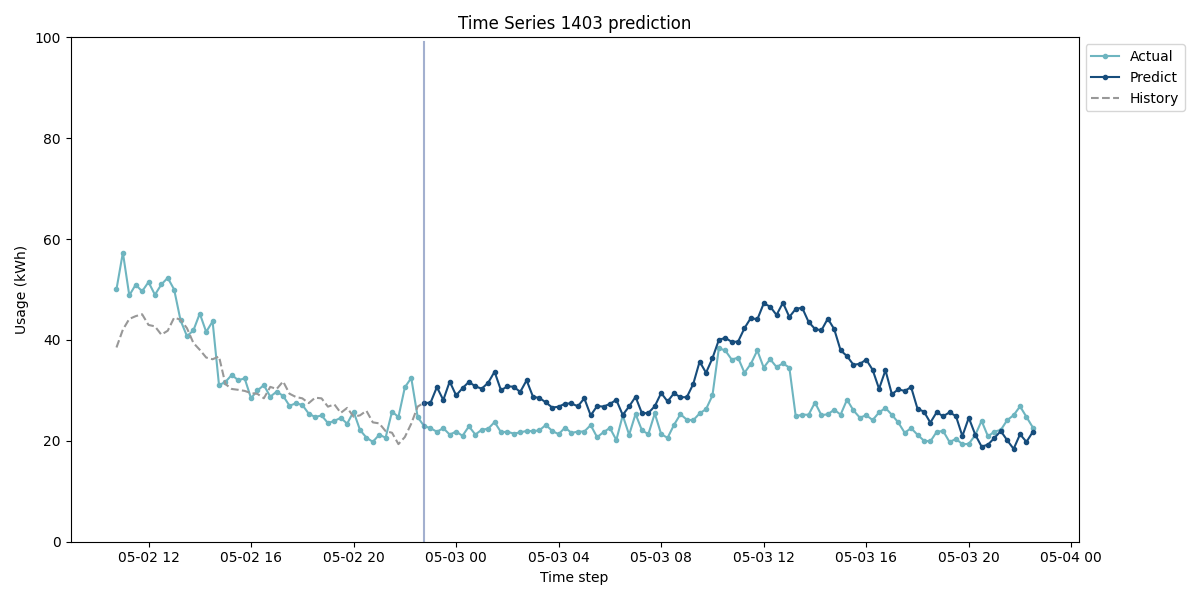 Time Series 1403 prediction
100
80
60
40
20
0
Usage (kWh)
05-02 12
05-02 16
05-02 20
05-03 00
05-03 04
05-03 08
05-03 12
05-03 16
05-03 20
05-04 00
Time step
Actual
Predict
History